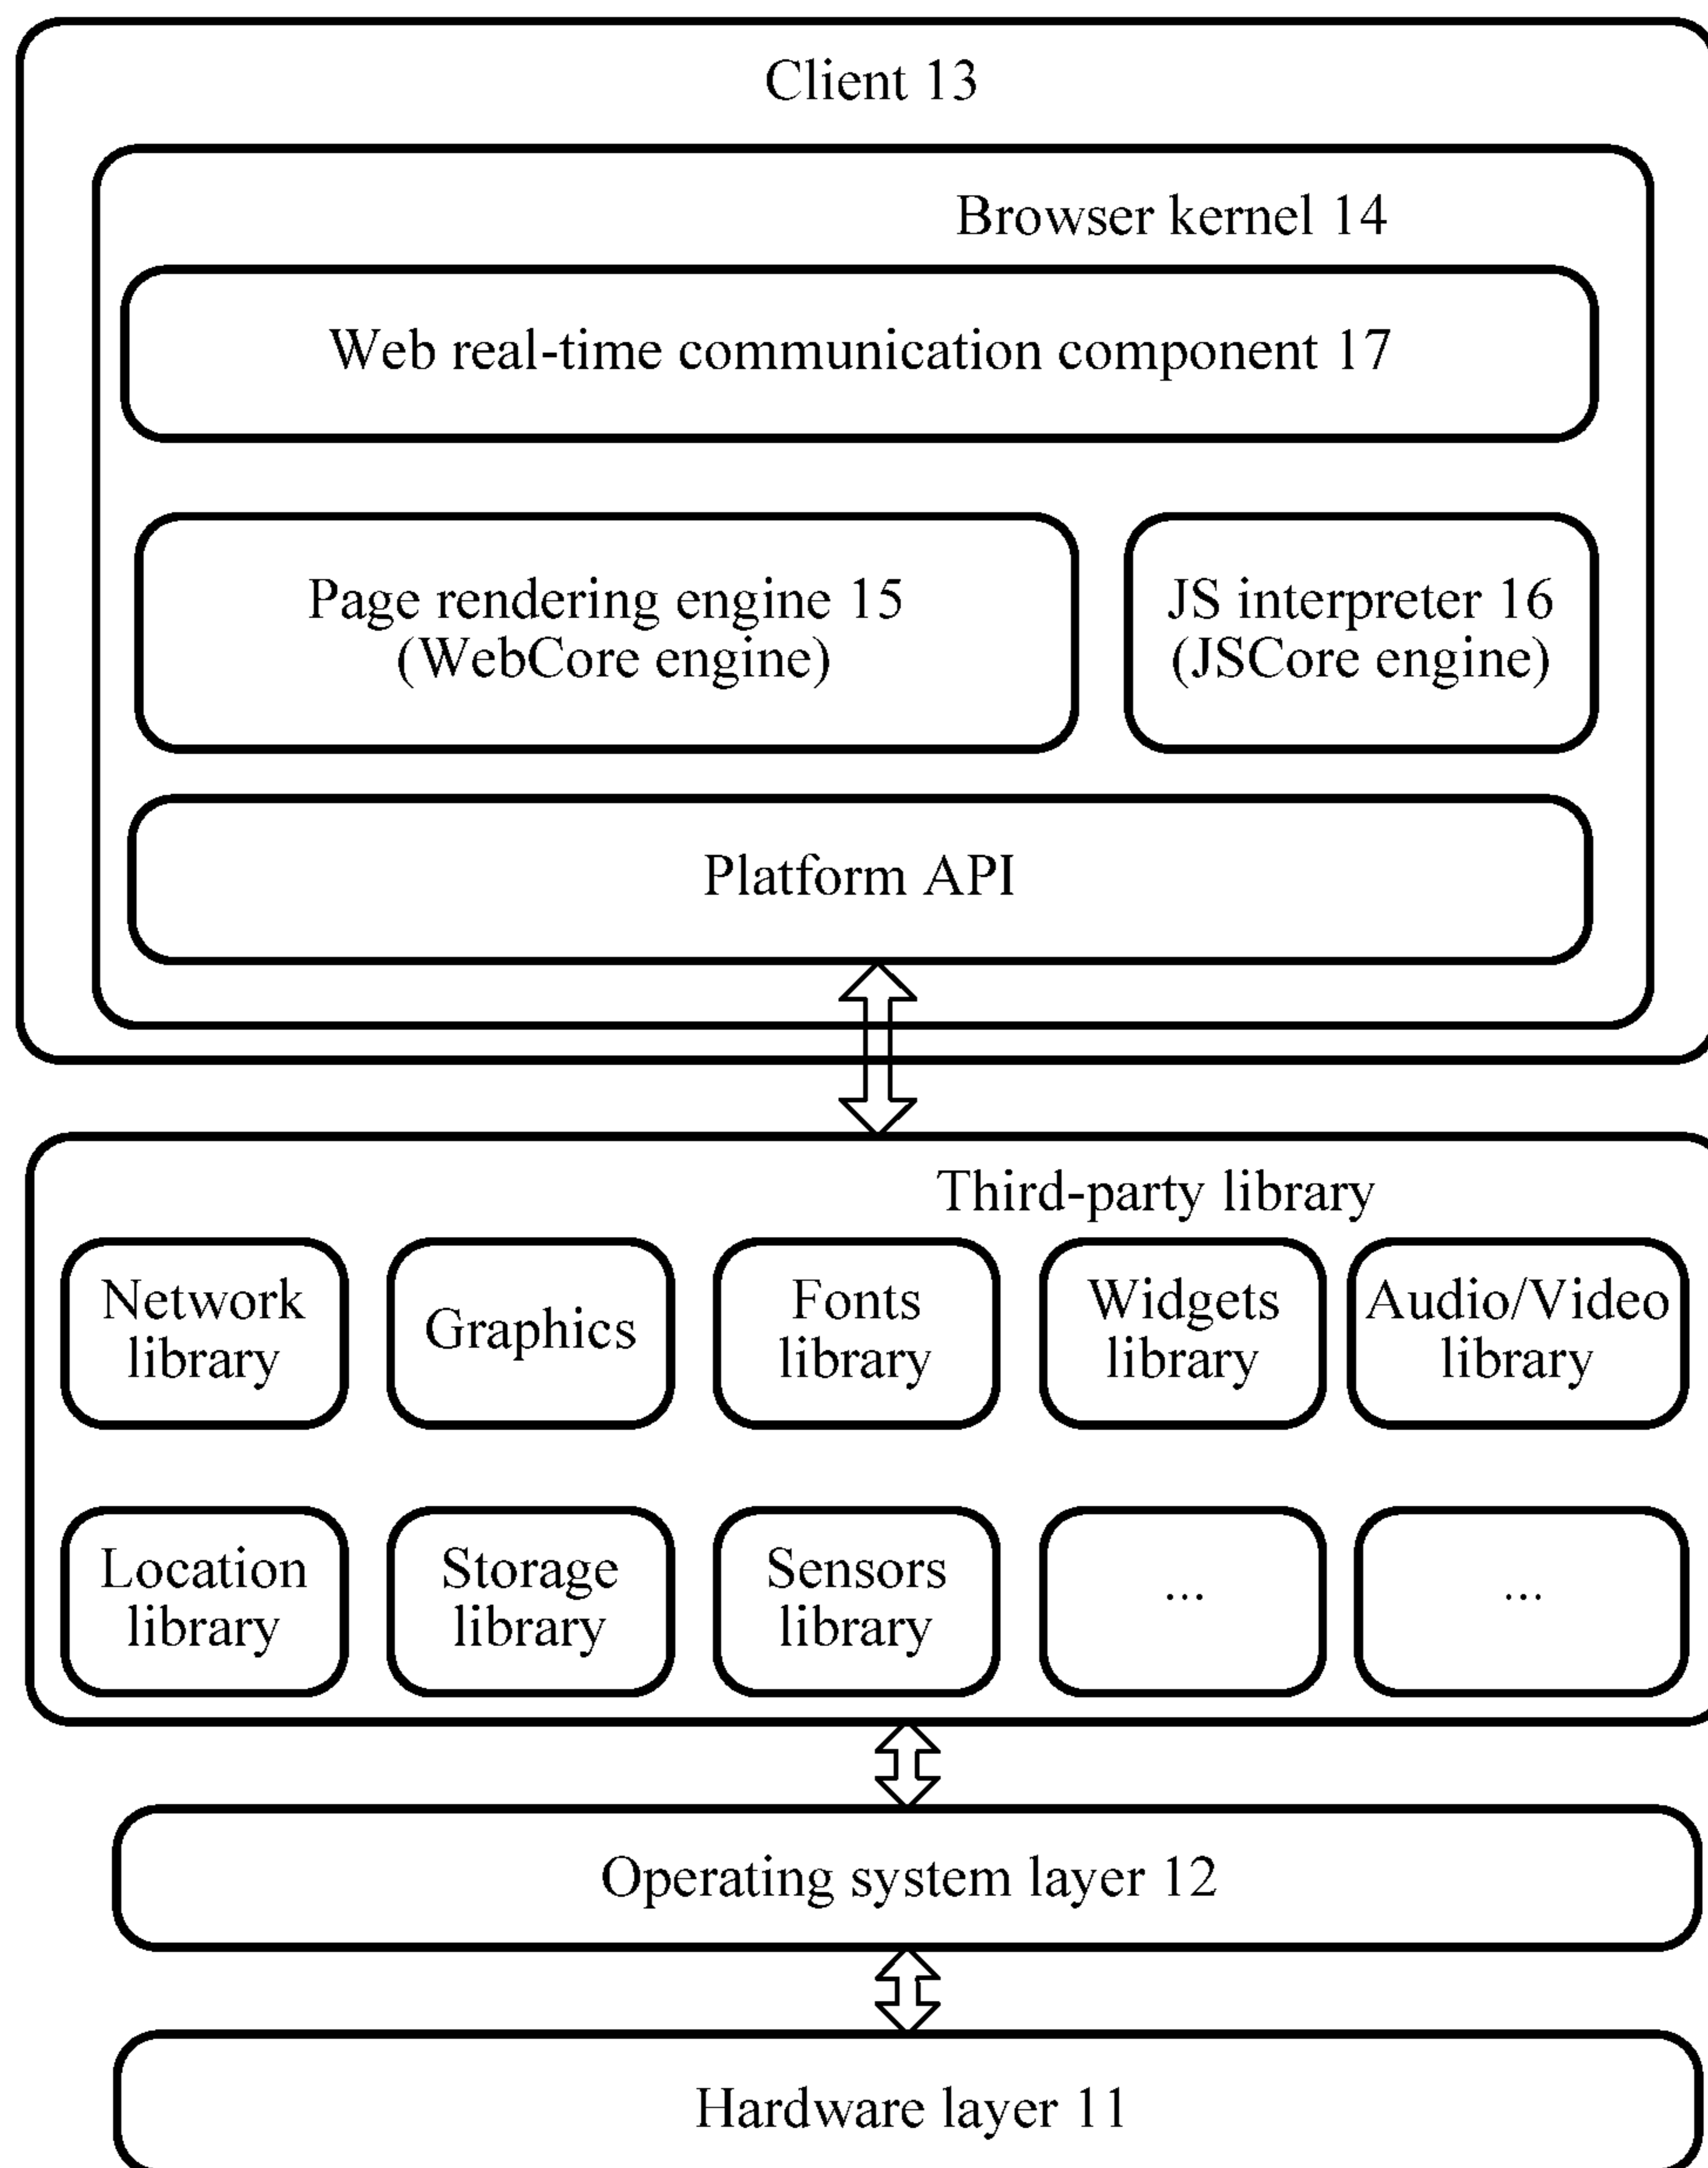 Client 13
Browser kernel 14
Web real-time communication component 17
Page rendering engine 15
(WebCore engine)
JS interpreter 16
(JSCore engine)
Platform API
Third-party library
Network
library
Graphics
Fonts
library
Widgets
library
Audio/Video
library
Location
library
Storage
library
Sensors
library
...
...
Operating system layer 12
Hardware layer 11